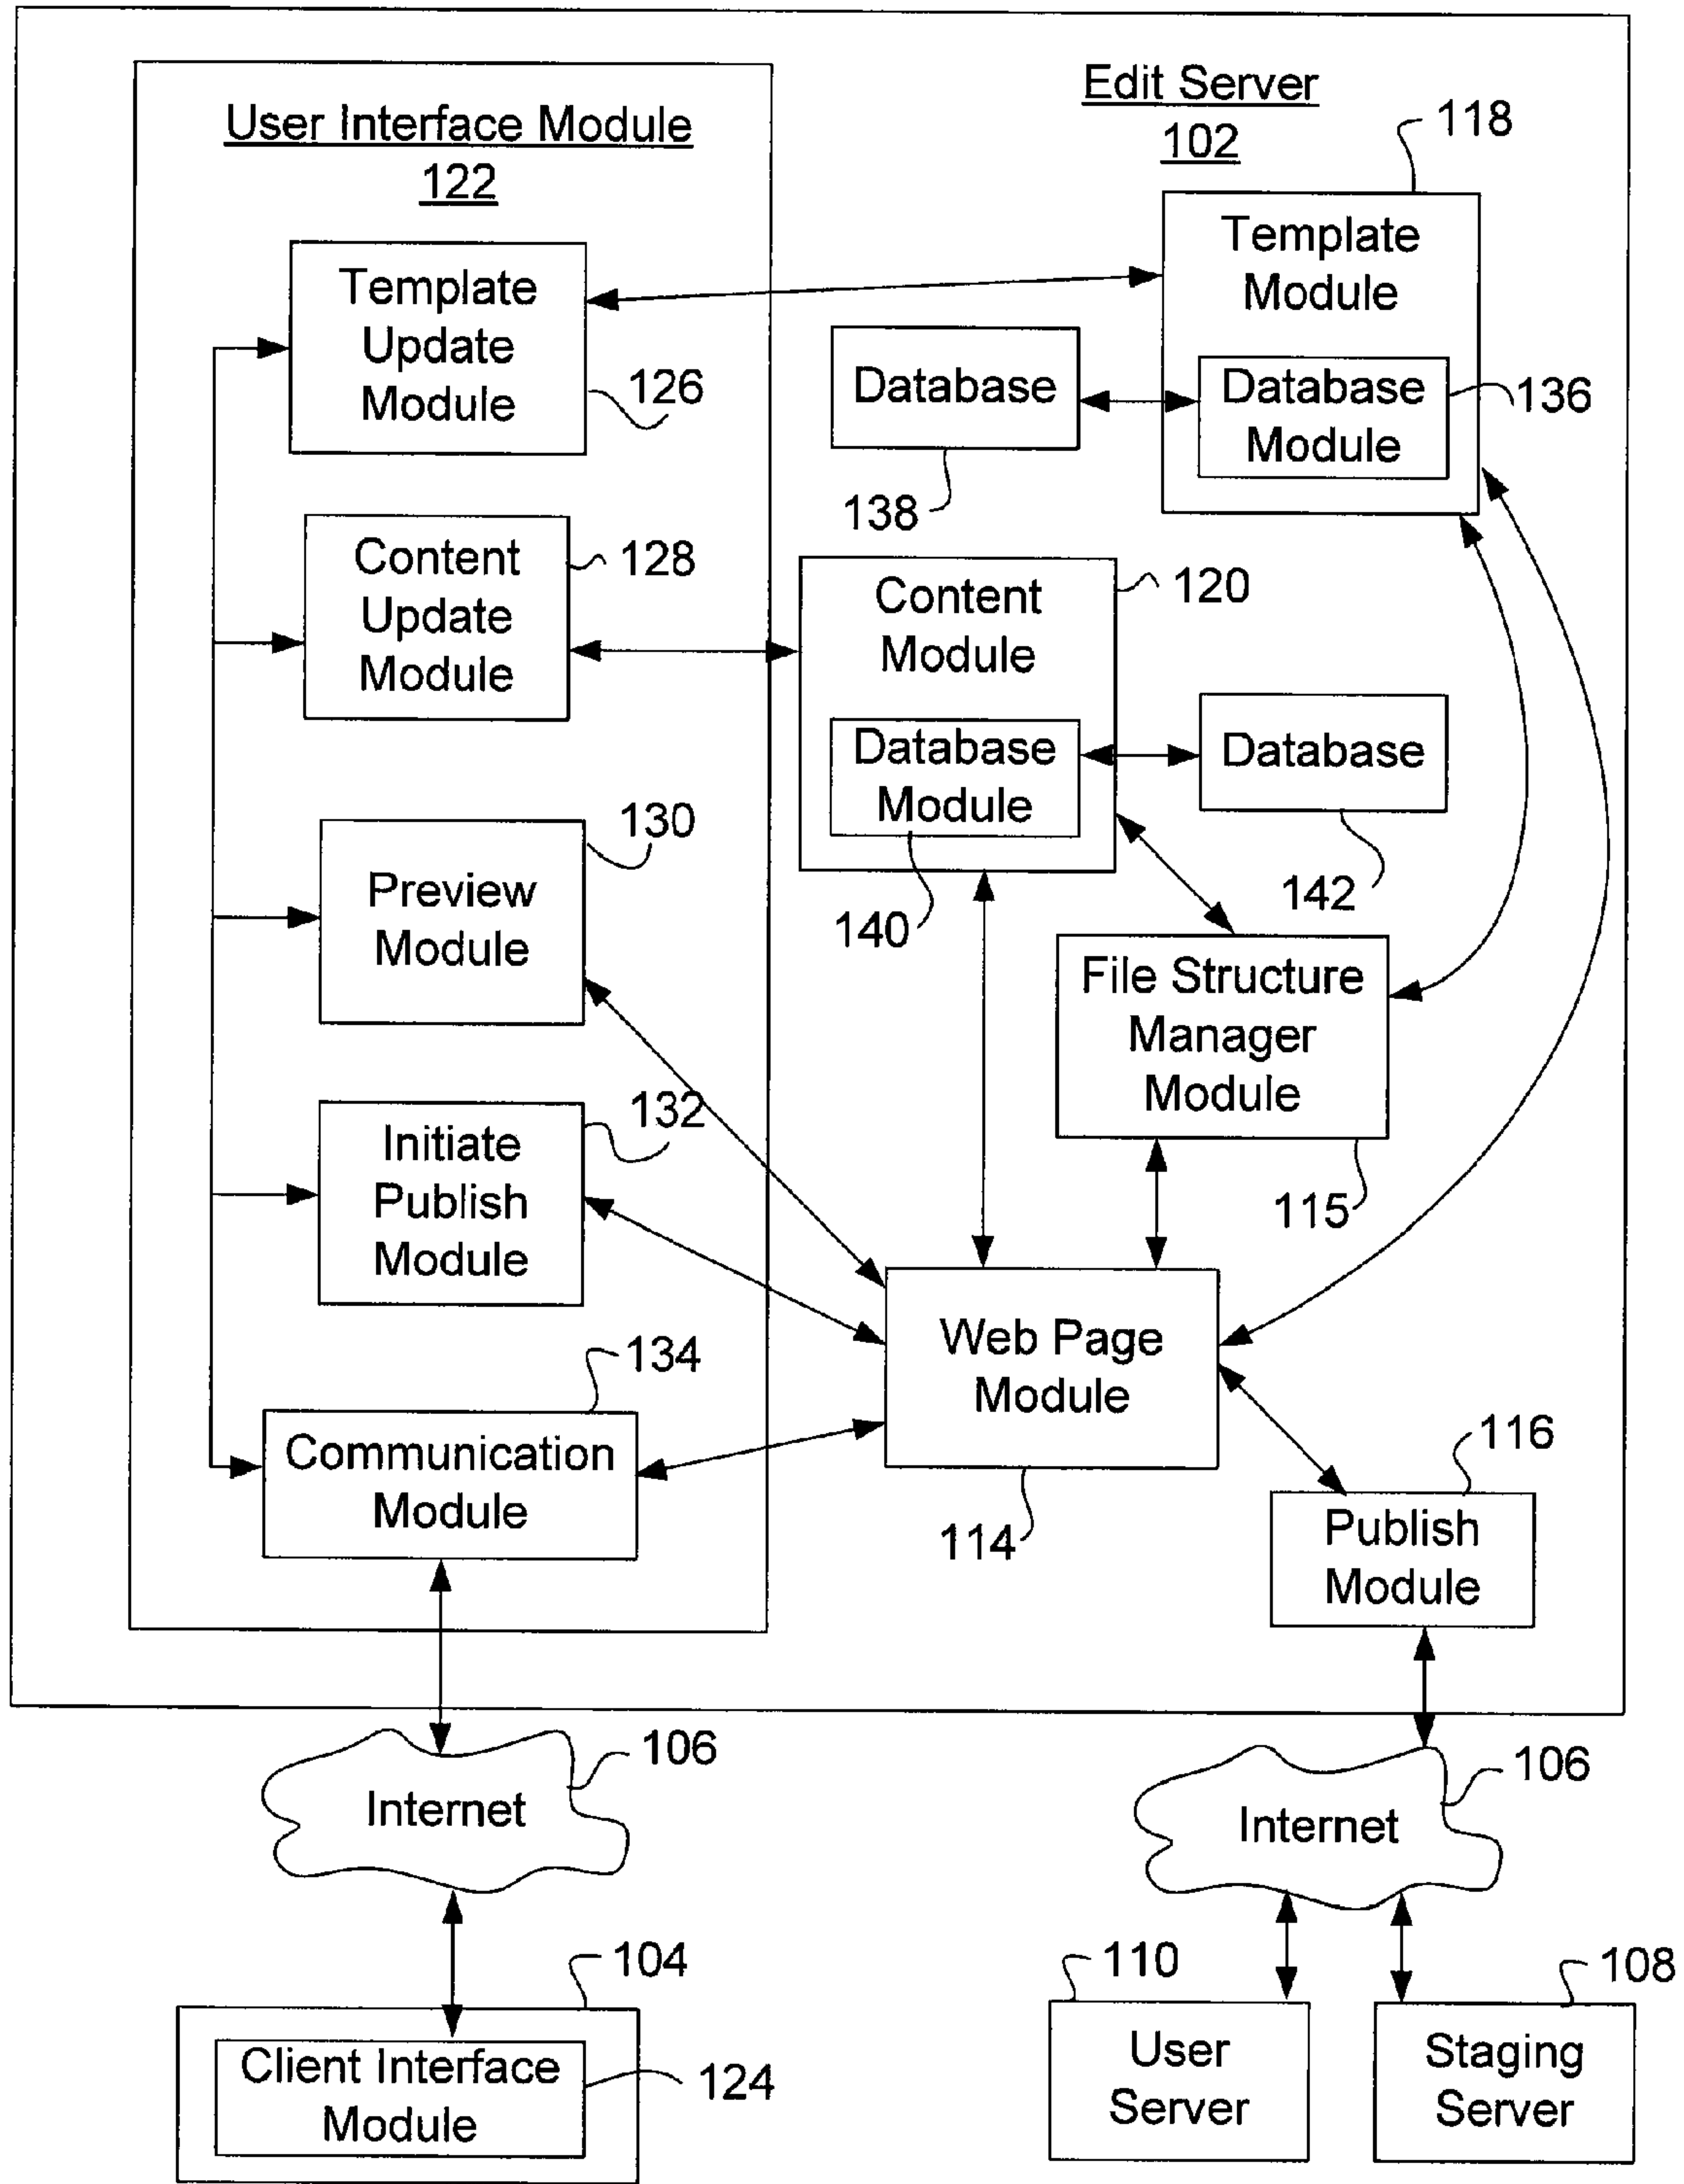 Edit Server
102
118
User Interface Module
122
Template
Module
Template
Update
Module
126
Database
138
Database
Module
136
Content
Update
Module
128
Content
Module
120
Database
Module
140
Database
142
Preview
Module
130
File Structure
Manager
Module
115
Initiate
Publish
Module
132
Web Page
Module
114
134
Communication
Module
116
Publish
Module
106
Internet
106
Internet
104
Client Interface
Module
124
110
User
Server
108
Staging
Server